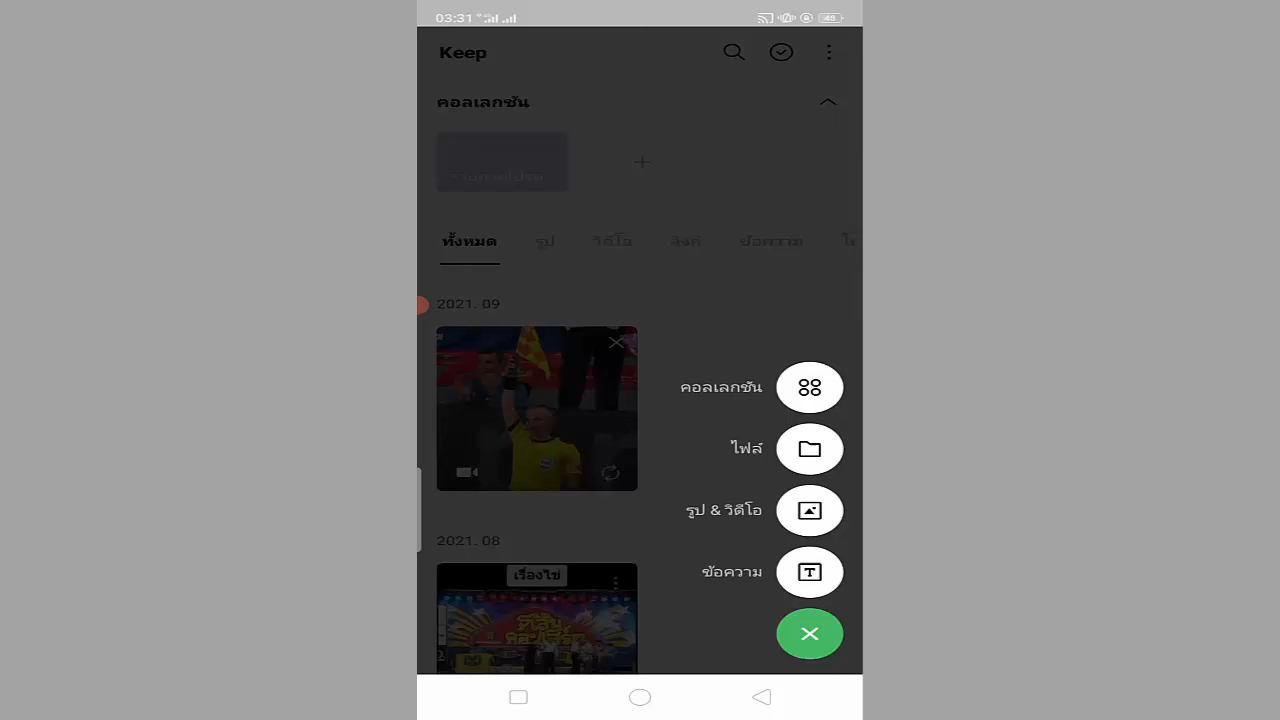 03:31
48
Keep
คอลเลกชัน
ทั้งหมด รูป วิดีโอ ลิงก์ ข้อความ
2021. 09
คอลเลกชัน
ไฟล์
รูป & วิดีโอ
2021. 08
ข้อความ
เรื่องไข่